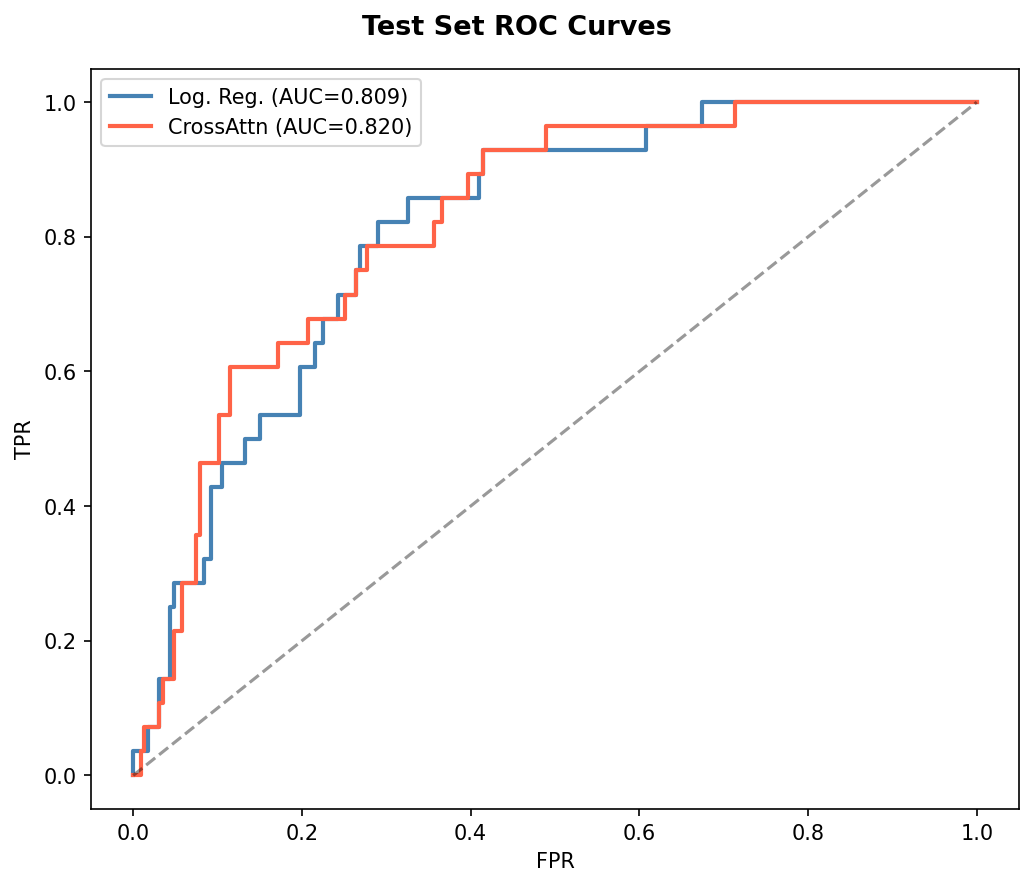 Test Set ROC Curves
Log. Reg. (AUC=0.809)
CrossAttn (AUC=0.820)
1.0
0.8
0.6
0.4
0.2
0.0
TPR
0.0 0.2 0.4 0.6 0.8 1.0
FPR